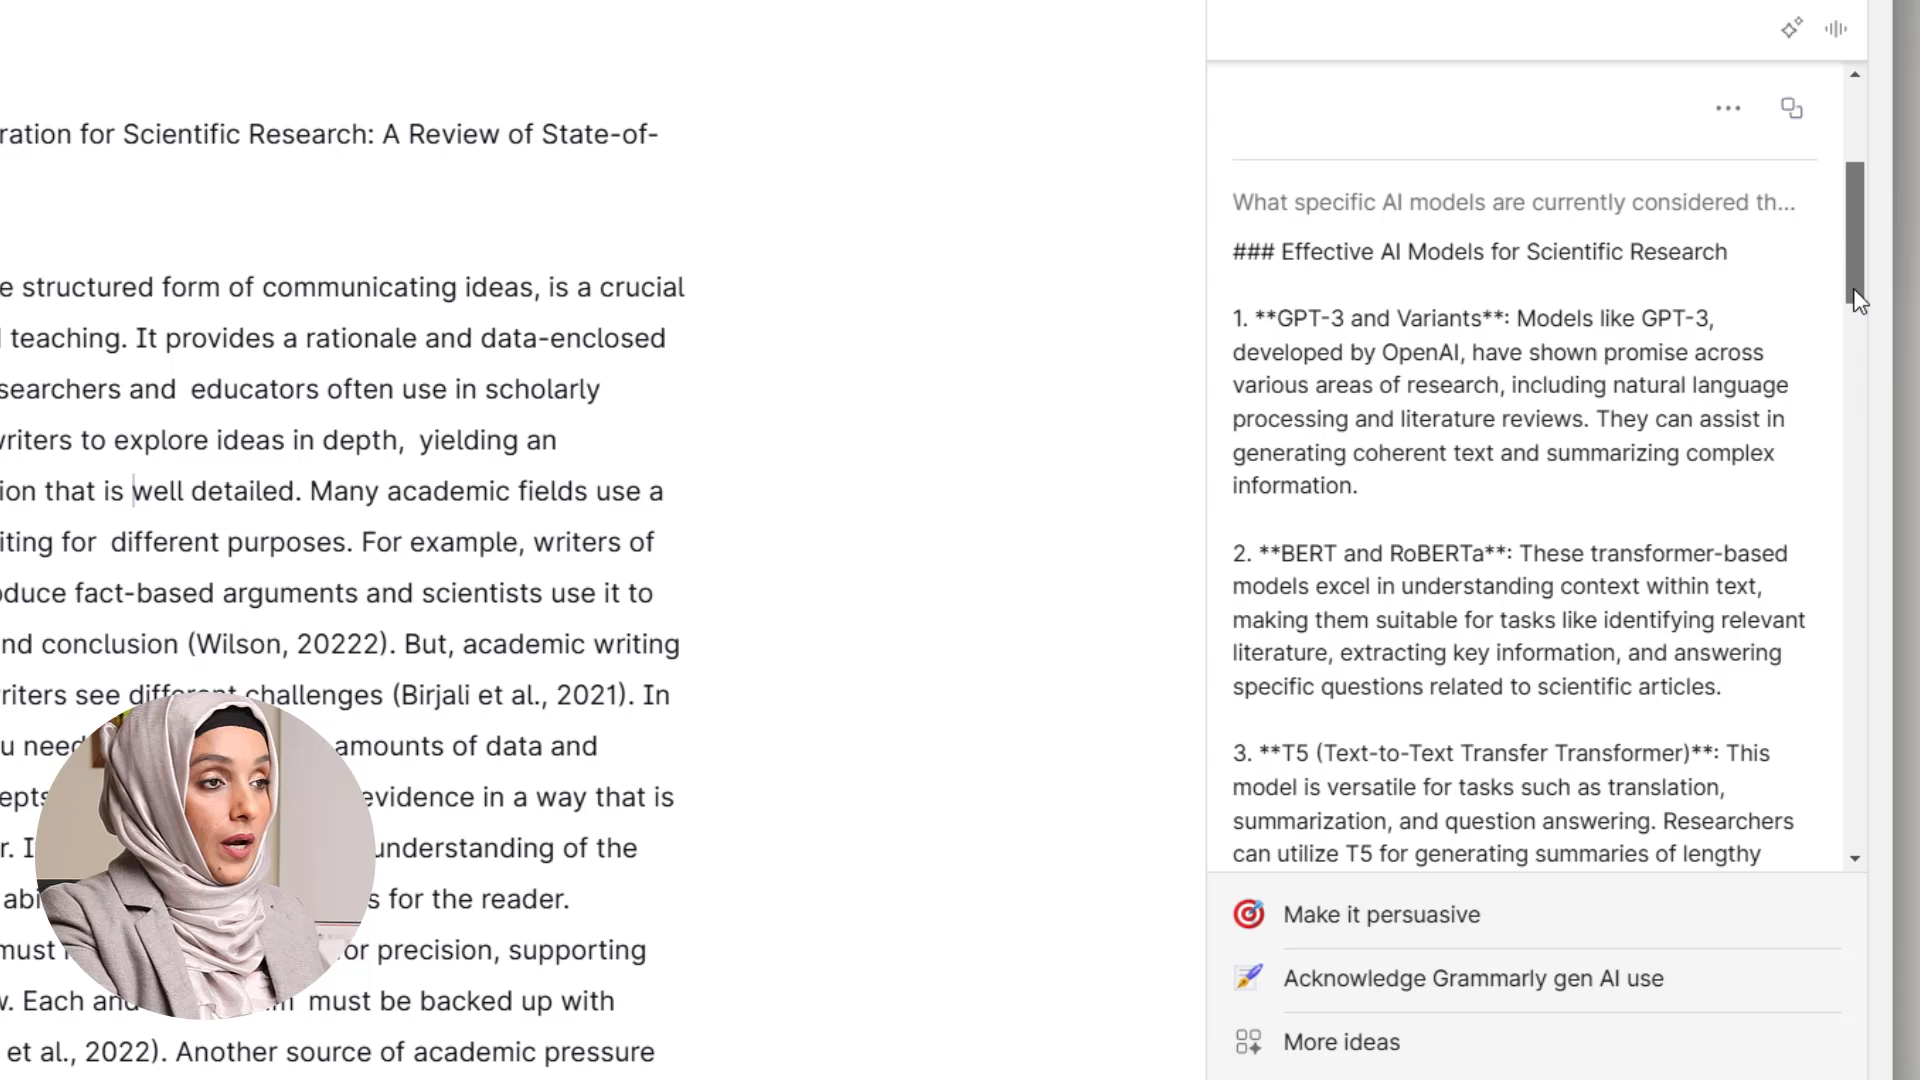 ration for Scientific Research: A Review of State-of-
e structured form of communicating ideas, is a crucial
teaching. It provides a rationale and data-enclosed
searchers and educators often use in scholarly
vriters to explore ideas in depth, yielding an
ion that is well detailed. Many academic fields use a
iting for different purposes. For example, writers of
oduce fact-based arguments and scientists use it to
nd conclusion (Wilson, 20222). But, academic writing
vriters see different challenges (Birjali et al., 2021). In
u need amounts of data and
epts evidence in a way that is
r. I understanding of the
abi s for the reader.
must or precision, supporting
w. Each and must be backed up with
et al., 2022). Another source of academic pressure
What specific AI models are currently considered th...
### Effective AI Models for Scientific Research
1. **GPT-3 and Variants**: Models like GPT-3,
developed by OpenAI, have shown promise across
various areas of research, including natural language
processing and literature reviews. They can assist in
generating coherent text and summarizing complex
information.
2. **BERT and RoBERTa**: These transformer-based
models excel in understanding context within text,
making them suitable for tasks like identifying relevant
literature, extracting key information, and answering
specific questions related to scientific articles.
3. **T5 (Text-to-Text Transfer Transformer)**: This
model is versatile for tasks such as translation,
summarization, and question answering. Researchers
can utilize T5 for generating summaries of lengthy
Make it persuasive
Acknowledge Grammarly gen AI use
More ideas